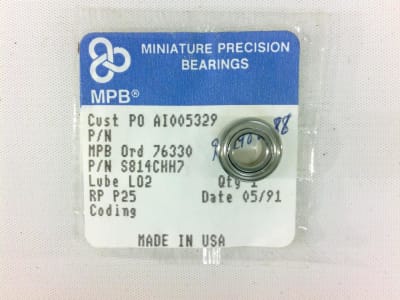 MINIATURE PRECISION
BEARINGS
MPB®
Cust PO AI005329
P/N
MPB Ord 76330
P/N S814CHH7
Lube LO2 Qty 1
RP P25 Date 05/91
Coding
MADE IN USA